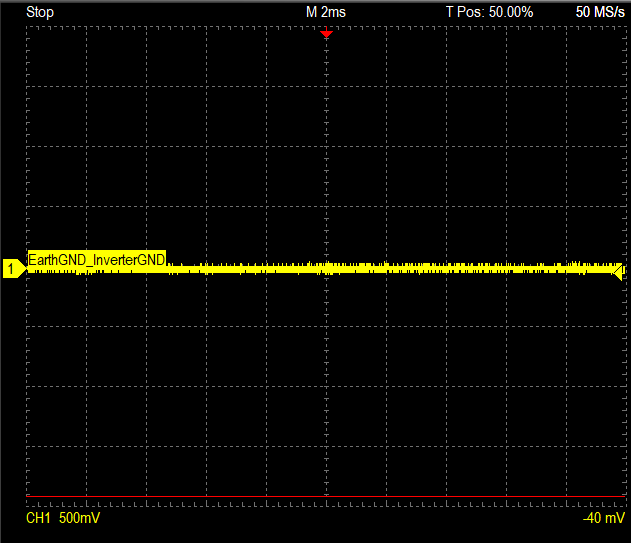 Stop M 2ms T Pos: 50.00% 50 MS/s
EarthGND_InverterGND
1
CH1 500mV -40 mV